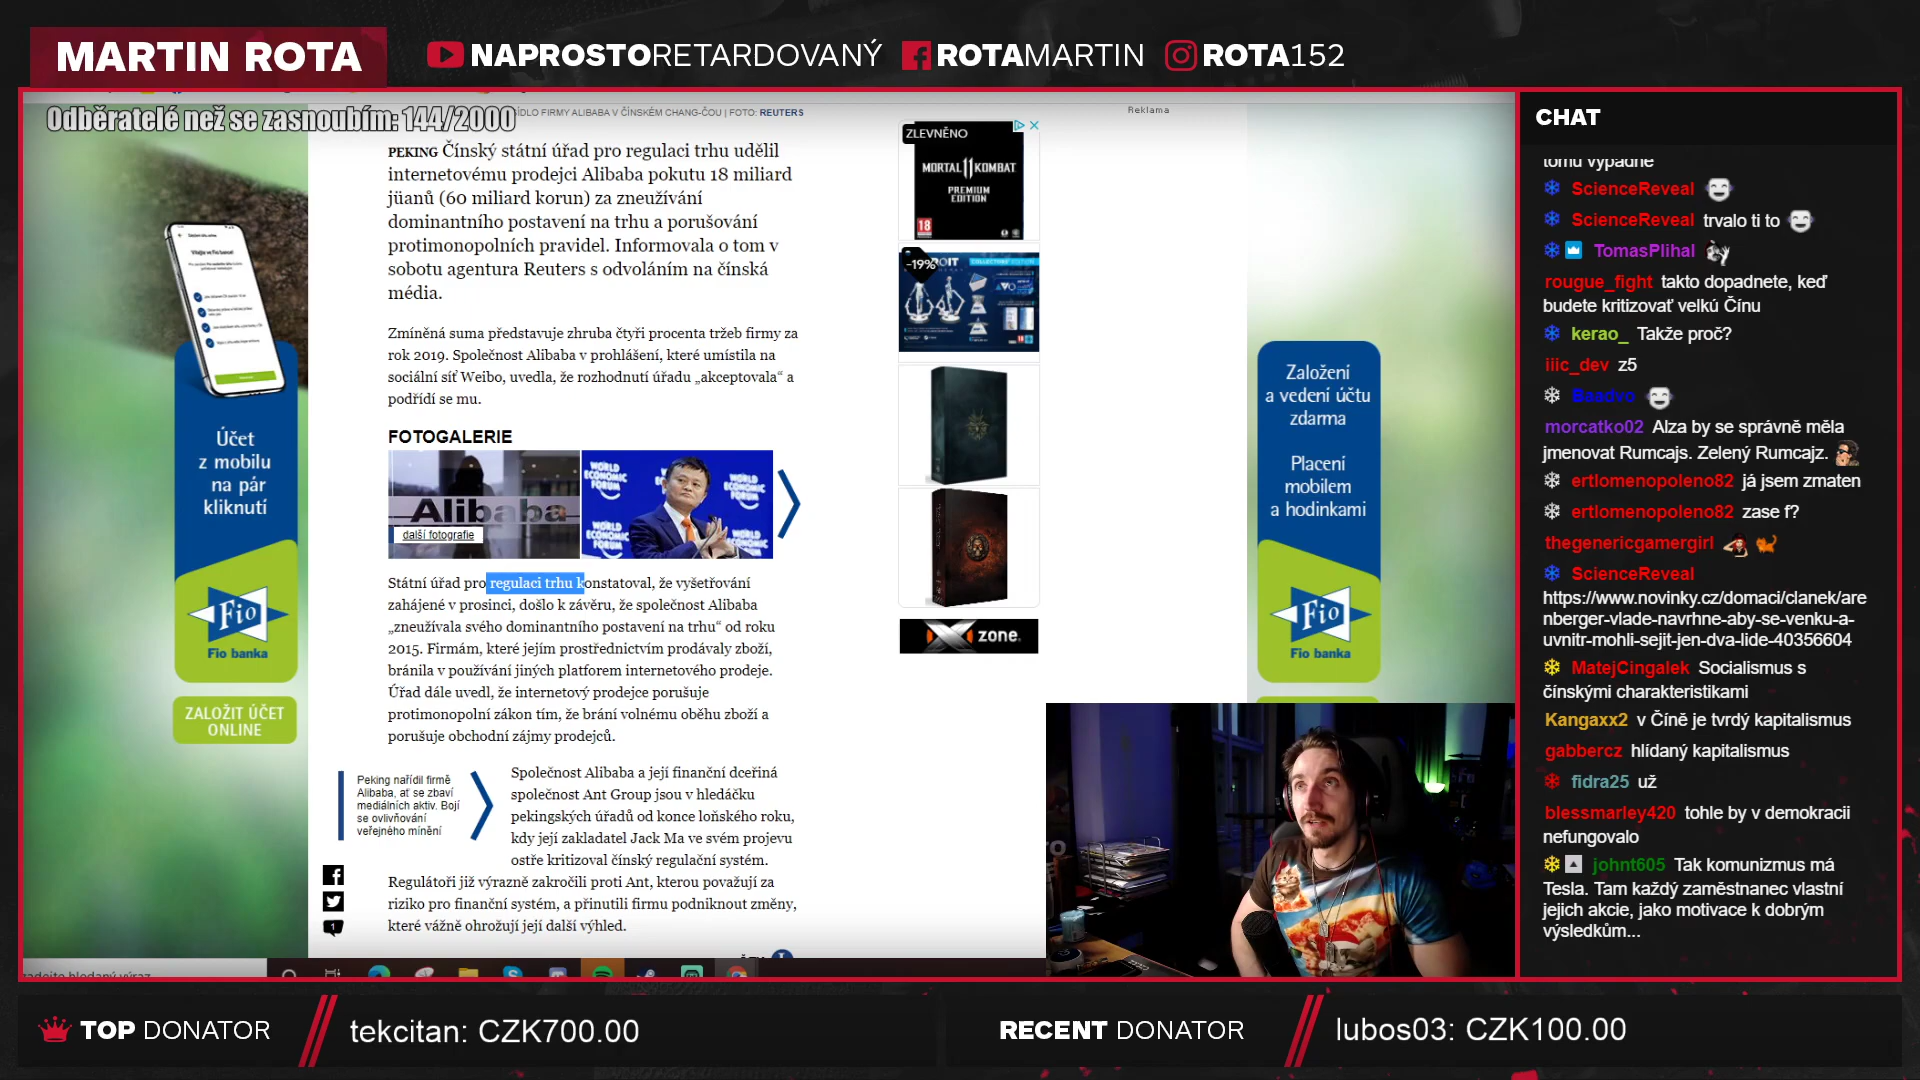 MARTIN ROTA
NAPROSTORETARDOVANÝ
ROTAMARTIN
ROTA152
Odběratelé než se zasnoubím: 144/2000
SÍDLO FIRMY ALIBABA V ČÍNSKÉM CHANG-ČOU | FOTO: REUTERS
PEKING Čínský státní úřad pro regulaci trhu udělil
internetovému prodejci Alibaba pokutu 18 miliard
jüanů (60 miliard korun) za zneužívání
dominantního postavení na trhu a porušování
protimonopolních pravidel. Informovala o tom v
sobotu agentura Reuters s odvoláním na čínská
média.
Zmíněná suma představuje zhruba čtyři procenta tržeb firmy za
rok 2019. Společnost Alibaba v prohlášení, které umístila na
sociální síť Weibo, uvedla, že rozhodnutí úřadu „akceptovala“ a
podřídí se mu.
FOTOGALERIE
Alibaba
další fotografie
WORLD
ECONOMIC
FORUM
Státní úřad pro regulaci trhu konstatoval, že vyšetřování
zahájené v prosinci, došlo k závěru, že společnost Alibaba
„zneužívala svého dominantního postavení na trhu“ od roku
2015. Firmám, které jejím prostřednictvím prodávaly zboží,
bránila v používání jiných platforem internetového prodeje.
Úřad dále uvedl, že internetový prodejce porušuje
protimonopolní zákon tím, že brání volnému oběhu zboží a
porušuje obchodní zájmy prodejců.
Peking nařídil firmě
Alibaba, ať se zbaví
mediálních aktiv. Bojí
se ovlivňování
veřejného mínění
Společnost Alibaba a její finanční dceřiná
společnost Ant Group jsou v hledáčku
pekingských úřadů od konce loňského roku,
kdy její zakladatel Jack Ma ve svém projevu
ostře kritizoval čínský regulační systém.
Regulátoři již výrazně zakročili proti Ant, kterou považují za
riziko pro finanční systém, a přinutili firmu podniknout změny,
které vážně ohrožují její další výhled.
1
Účet
z mobilu
na pár
kliknutí
Fio
Fio banka
ZALOŽIT ÚČET
ONLINE
Reklama
ZLEVNĚNO
MORTAL KOMBAT
PREMIUM
EDITION
18
-19%
X zone.
Založení
a vedení účtu
zdarma
Placení
mobilem
a hodinkami
Fio
Fio banka
zadejte hledaný výraz
CHAT
tomu vypadne
ScienceReveal
ScienceReveal trvalo ti to
TomasPlihal
rougue_fight takto dopadnete, keď
budete kritizovať velkú Čínu
kerao_ Takže proč?
iiic_dev z5
Baadvo
morcatko02 Alza by se správně měla
jmenovat Rumcajs. Zelený Rumcajz.
ertlomenopoleno82 já jsem zmaten
ertlomenopoleno82 zase f?
thegenericgamergirl
ScienceReveal
https://www.novinky.cz/domaci/clanek/are
nberger-vlade-navrhne-aby-se-venku-a-
uvnitr-mohli-sejit-jen-dva-lide-40356604
MatejCingalek Socialismus s
čínskými charakteristikami
Kangaxx2 v Číně je tvrdý kapitalismus
gabbercz hlídaný kapitalismus
fidra25 už
blessmarley420 tohle by v demokracii
nefungovalo
johnt605 Tak komunizmus má
Tesla. Tam každý zaměstnanec vlastní
jejich akcie, jako motivace k dobrým
výsledkům...
TOP DONATOR
tekcitan: CZK700.00
RECENT DONATOR
lubos03: CZK100.00